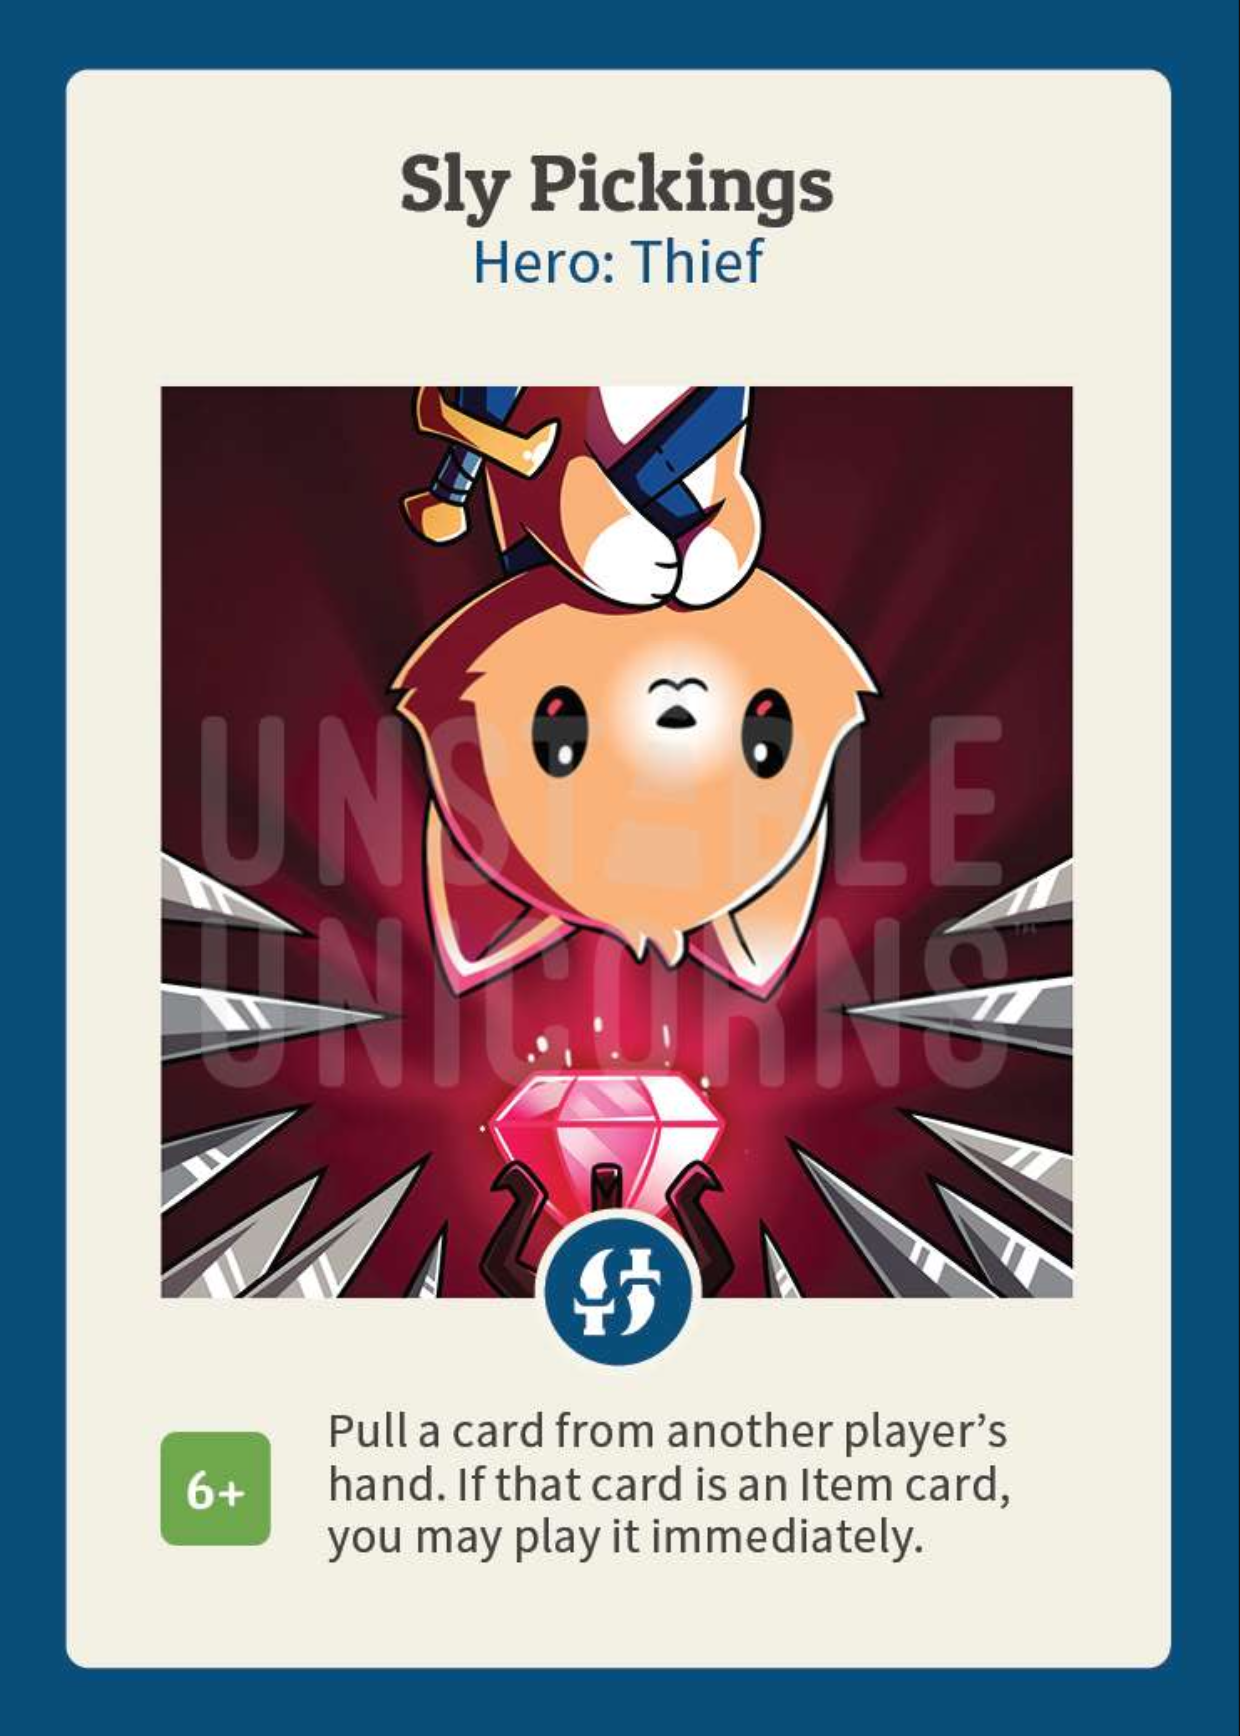 Sly Pickings
Hero: Thief
UNSTABLE
UNICORNS™
6+
Pull a card from another player’s
hand. If that card is an Item card,
you may play it immediately.